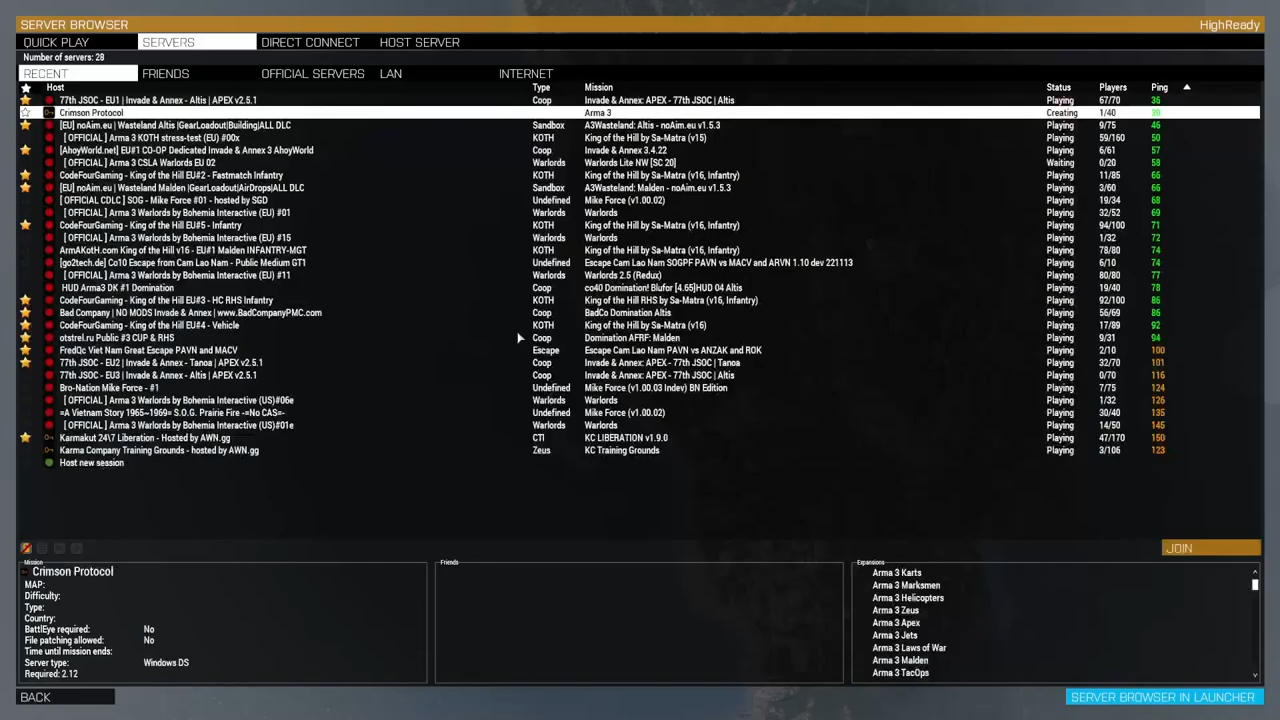 SERVER BROWSER HighReady
QUICK PLAY SERVERS DIRECT CONNECT HOST SERVER
Number of servers: 28
RECENT FRIENDS OFFICIAL SERVERS LAN INTERNET
Host Type Mission Status Players Ping
77th JSOC - EU1 | Invade & Annex - Altis | APEX v2.5.1 Coop Invade & Annex: APEX - 77th JSOC | Altis Playing 67/70 36
Crimson Protocol Arma 3 Creating 1/40
[EU] noAim.eu | Wasteland Altis |GearLoadout|Building|ALL DLC Sandbox A3Wasteland: Altis - noAim.eu v1.5.3 Playing 9/75 46
[ OFFICIAL ] Arma 3 KOTH stress-test (EU) #00x KOTH King of the Hill by Sa-Matra (v15) Playing 59/160 50
[AhoyWorld.net] EU#1 CO-OP Dedicated Invade & Annex 3 AhoyWorld Coop Invade & Annex 3.4.22 Playing 6/61 57
[ OFFICIAL ] Arma 3 CSLA Warlords EU 02 Warlords Warlords Lite NW [SC 20] Waiting 0/20 58
CodeFourGaming - King of the Hill EU#2 - Fastmatch Infantry KOTH King of the Hill by Sa-Matra (v16, Infantry) Playing 11/85 66
[EU] noAim.eu | Wasteland Malden |GearLoadout|AirDrops|ALL DLC Sandbox A3Wasteland: Malden - noAim.eu v1.5.3 Playing 3/60 66
[ OFFICIAL CDLC ] SOG - Mike Force #01 - hosted by SGD Undefined Mike Force (v1.00.02) Playing 19/34 68
[ OFFICIAL ] Arma 3 Warlords by Bohemia Interactive (EU) #01 Warlords Warlords Playing 32/52 69
CodeFourGaming - King of the Hill EU#5 - Infantry KOTH King of the Hill by Sa-Matra (v16, Infantry) Playing 94/100 71
[ OFFICIAL ] Arma 3 Warlords by Bohemia Interactive (EU) #15 Warlords Warlords Playing 1/32 72
ArmAKotH.com King of the Hill v16 - EU#1 Malden INFANTRY-MGT KOTH King of the Hill by Sa-Matra (v16, Infantry) Playing 78/80 74
[go2tech.de] Co10 Escape from Cam Lao Nam - Public Medium GT1 Undefined Escape Cam Lao Nam SOGPF PAVN vs MACV and ARVN 1.10 dev 221113 Playing 6/10 74
[ OFFICIAL ] Arma 3 Warlords by Bohemia Interactive (EU) #11 Warlords Warlords 2.5 (Redux) Playing 80/80 77
HUD Arma3 DK #1 Domination Coop co40 Domination! Blufor [4.65]HUD 04 Altis Playing 19/40 78
CodeFourGaming - King of the Hill EU#3 - HC RHS Infantry KOTH King of the Hill RHS by Sa-Matra (v16, Infantry) Playing 92/100 86
Bad Company | NO MODS Invade & Annex | www.BadCompanyPMC.com Coop BadCo Domination Altis Playing 56/69 86
CodeFourGaming - King of the Hill EU#4 - Vehicle KOTH King of the Hill by Sa-Matra (v16) Playing 17/89 92
otstrel.ru Public #3 CUP & RHS Coop Domination AFRF: Malden Playing 9/31 94
FredQc Viet Nam Great Escape PAVN and MACV Escape Escape Cam Lao Nam PAVN vs ANZAK and ROK Playing 2/10 100
77th JSOC - EU2 | Invade & Annex - Tanoa | APEX v2.5.1 Coop Invade & Annex: APEX - 77th JSOC | Tanoa Playing 32/70 101
77th JSOC - EU3 | Invade & Annex - Altis | APEX v2.5.1 Coop Invade & Annex: APEX - 77th JSOC | Altis Playing 0/70 116
Bro-Nation Mike Force - #1 Undefined Mike Force (v1.00.03 Indev) BN Edition Playing 7/75 124
[ OFFICIAL ] Arma 3 Warlords by Bohemia Interactive (US)#06e Warlords Warlords Playing 1/32 126
=A Vietnam Story 1965~1969= S.O.G. Prairie Fire -=No CAS=- Undefined Mike Force (v1.00.02) Playing 30/40 135
[ OFFICIAL ] Arma 3 Warlords by Bohemia Interactive (US)#01e Warlords Warlords Playing 14/50 145
Karmakut 24\7 Liberation - Hosted by AWN.gg CTI KC LIBERATION v1.9.0 Playing 47/170 150
Karma Company Training Grounds - hosted by AWN.gg Zeus KC Training Grounds Playing 3/106 123
Host new session
JOIN
Mission Friends Expansions
Crimson Protocol
MAP:
Difficulty:
Type:
Country:
BattlEye required: No
File patching allowed: No
Time until mission ends:
Server type: Windows DS
Required: 2.12
Arma 3 Karts
Arma 3 Marksmen
Arma 3 Helicopters
Arma 3 Zeus
Arma 3 Apex
Arma 3 Jets
Arma 3 Laws of War
Arma 3 Malden
Arma 3 TacOps
BACK SERVER BROWSER IN LAUNCHER